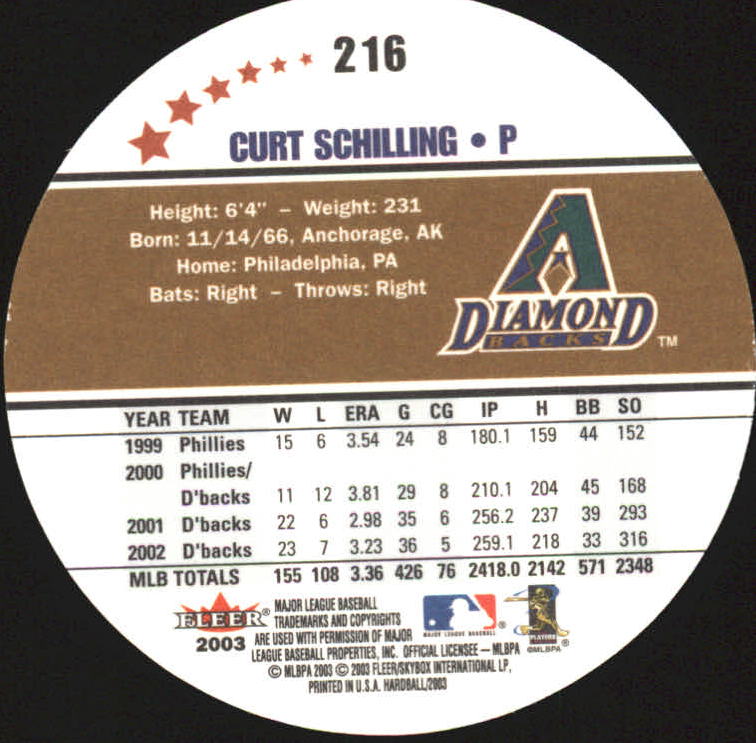 216
CURT SCHILLING • P
Height: 6'4" – Weight: 231
Born: 11/14/66, Anchorage, AK
Home: Philadelphia, PA
Bats: Right – Throws: Right
A
DIAMOND
BACKS
TM
YEAR TEAM W L ERA G CG IP H BB SO
1999 Phillies 15 6 3.54 24 8 180.1 159 44 152
2000 Phillies/
D'backs 11 12 3.81 29 8 210.1 204 45 168
2001 D'backs 22 6 2.98 35 6 256.2 237 39 293
2002 D'backs 23 7 3.23 36 5 259.1 218 33 316
MLB TOTALS 155 108 3.36 426 76 2418.0 2142 571 2348
FLEER®
2003
MAJOR LEAGUE BASEBALL
TRADEMARKS AND COPYRIGHTS
ARE USED WITH PERMISSION OF MAJOR
LEAGUE BASEBALL PROPERTIES, INC. OFFICIAL LICENSEE — MLBPA
© MLBPA 2003 © 2003 FLEER/SKYBOX INTERNATIONAL LP,
PRINTED IN U.S.A. HARDBALL/2003
MAJOR LEAGUE BASEBALL®
PLAYERS
©MLBPA®